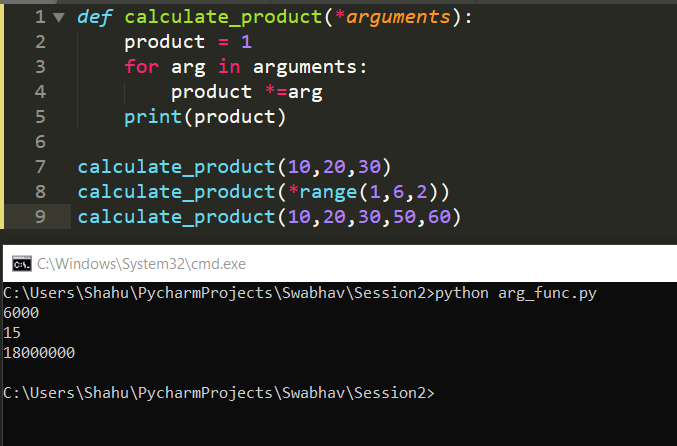 1 def calculate_product(*arguments):
2     product = 1
3     for arg in arguments:
4         product *=arg
5     print(product)
6
7 calculate_product(10,20,30)
8 calculate_product(*range(1,6,2))
9 calculate_product(10,20,30,50,60)
C:\. C:\Windows\System32\cmd.exe
C:\Users\Shahu\PycharmProjects\Swabhav\Session2>python arg_func.py
6000
15
18000000
C:\Users\Shahu\PycharmProjects\Swabhav\Session2>